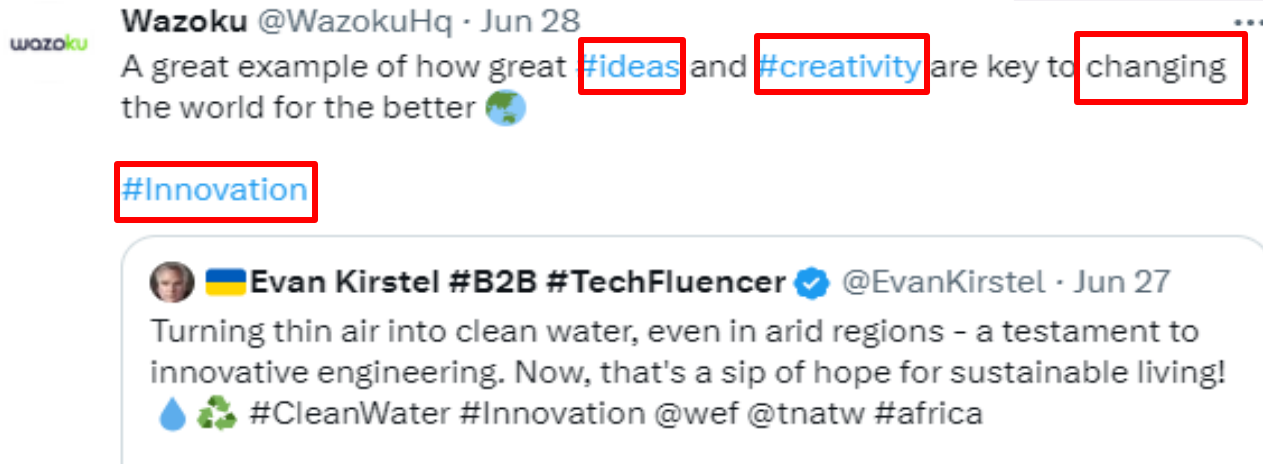 wazoku
Wazoku @WazokuHq · Jun 28
A great example of how great #ideas and #creativity are key to changing
the world for the better 🌏
#Innovation
🇺🇦Evan Kirstel #B2B #TechFluencer @EvanKirstel · Jun 27
Turning thin air into clean water, even in arid regions - a testament to
innovative engineering. Now, that's a sip of hope for sustainable living!
💧 ♻️ #CleanWater #Innovation @wef @tnatw #africa